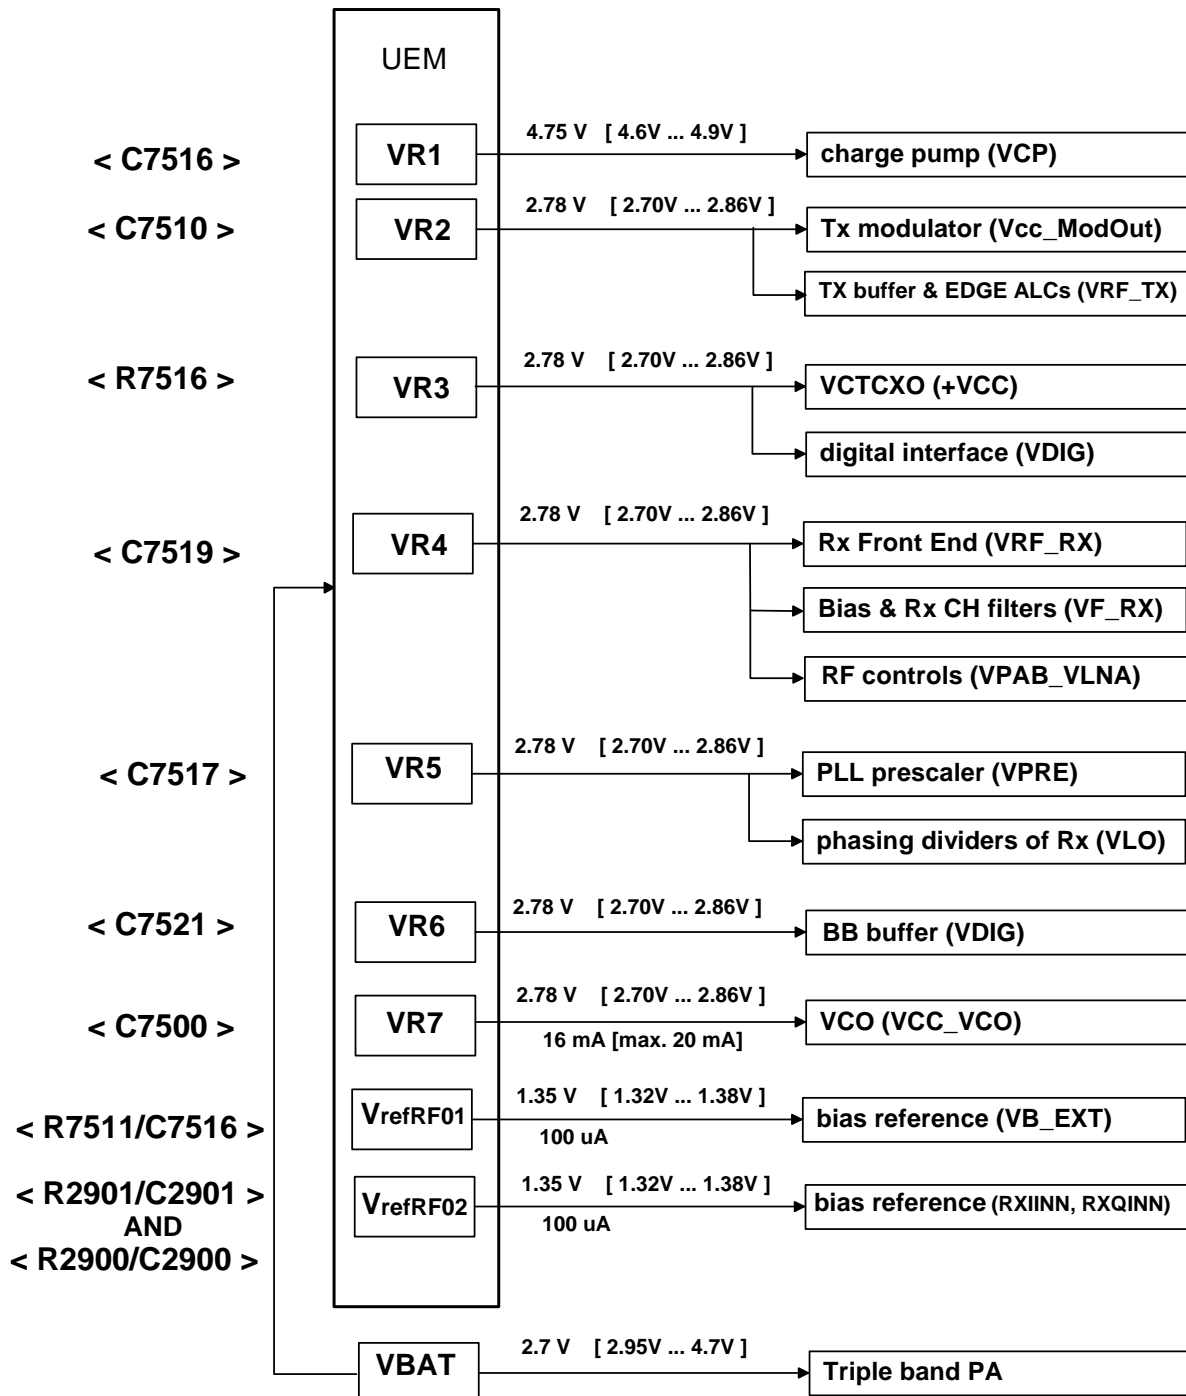 UEM
< C7516 >
VR1
4.75 V [ 4.6V ... 4.9V ]
charge pump (VCP)
< C7510 >
VR2
2.78 V [ 2.70V ... 2.86V ]
Tx modulator (Vcc_ModOut)
TX buffer & EDGE ALCs (VRF_TX)
< R7516 >
VR3
2.78 V [ 2.70V ... 2.86V ]
VCTCXO (+VCC)
digital interface (VDIG)
< C7519 >
VR4
2.78 V [ 2.70V ... 2.86V ]
Rx Front End (VRF_RX)
Bias & Rx CH filters (VF_RX)
RF controls (VPAB_VLNA)
< C7517 >
VR5
2.78 V [ 2.70V ... 2.86V ]
PLL prescaler (VPRE)
phasing dividers of Rx (VLO)
< C7521 >
VR6
2.78 V [ 2.70V ... 2.86V ]
BB buffer (VDIG)
< C7500 >
VR7
2.78 V [ 2.70V ... 2.86V ]
16 mA [max. 20 mA]
VCO (VCC_VCO)
< R7511/C7516 >
VrefRF01
1.35 V [ 1.32V ... 1.38V ]
100 uA
bias reference (VB_EXT)
< R2901/C2901 >
AND
< R2900/C2900 >
VrefRF02
1.35 V [ 1.32V ... 1.38V ]
100 uA
bias reference (RXIINN, RXQINN)
VBAT
2.7 V [ 2.95V ... 4.7V ]
Triple band PA